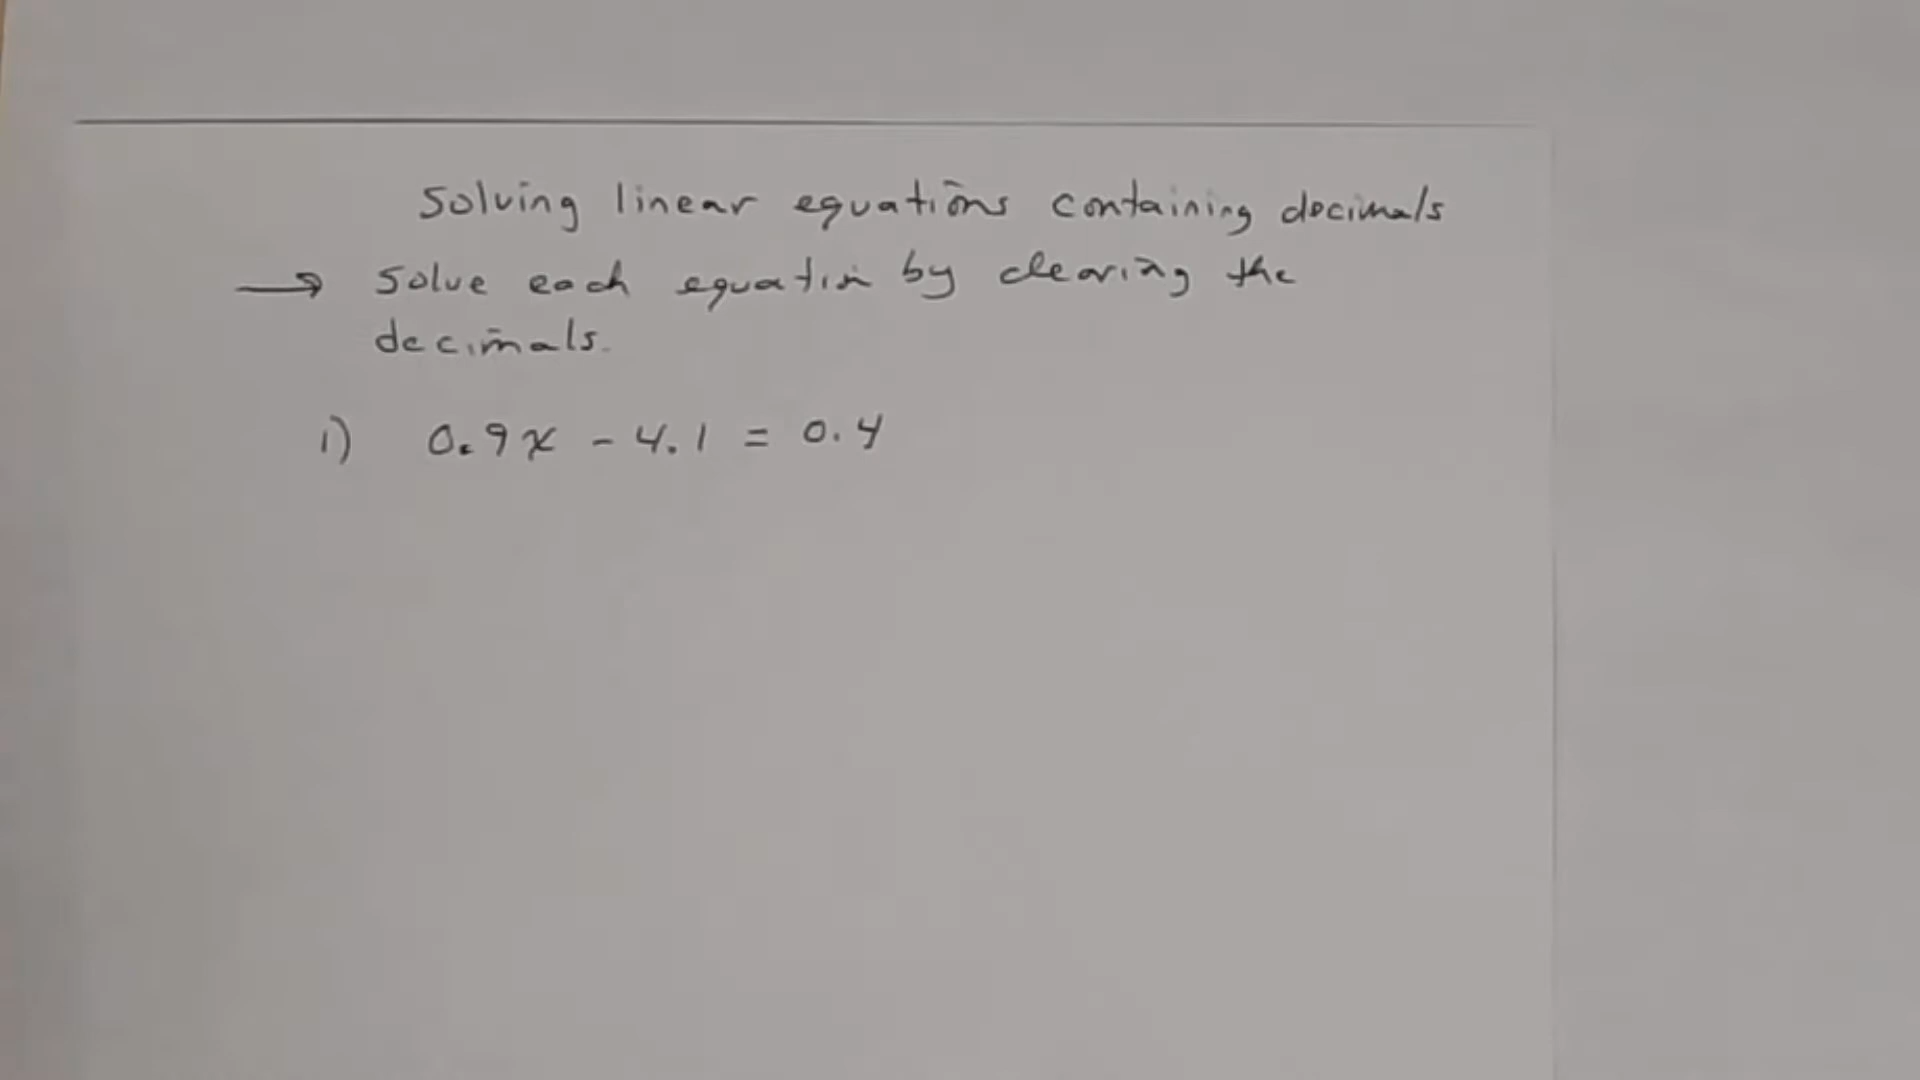 Solving linear equations containing decimals
→ Solve each equation by clearing the
decimals.
1) 0.9x - 4.1 = 0.4